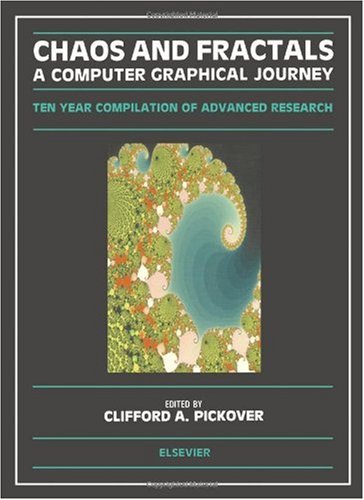 CHAOS AND FRACTALS
A COMPUTER GRAPHICAL JOURNEY
TEN YEAR COMPILATION OF ADVANCED RESEARCH
EDITED BY
CLIFFORD A. PICKOVER
ELSEVIER